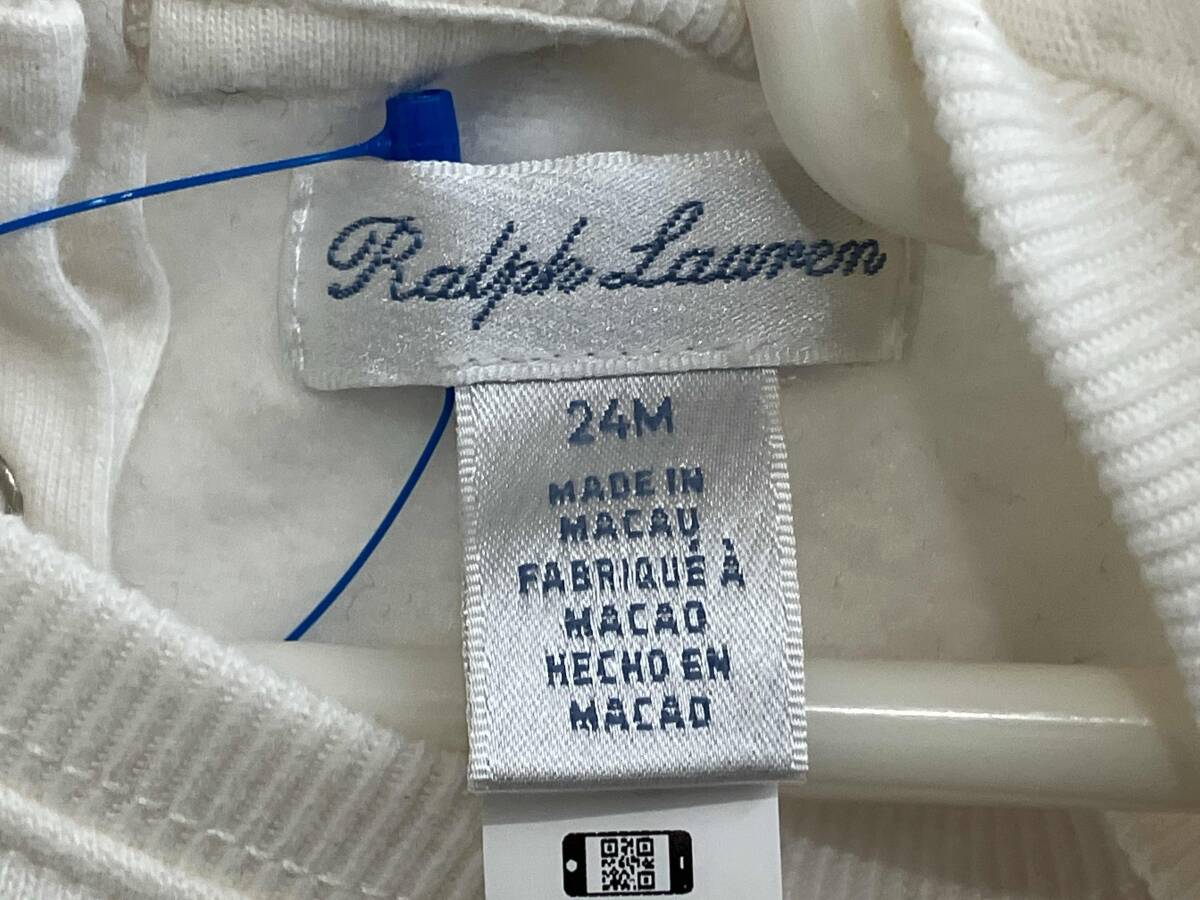 Ralph Lauren
24M
MADE IN
MACAU
FABRIQUÉ À
MACAO
HECHO EN
MACAO